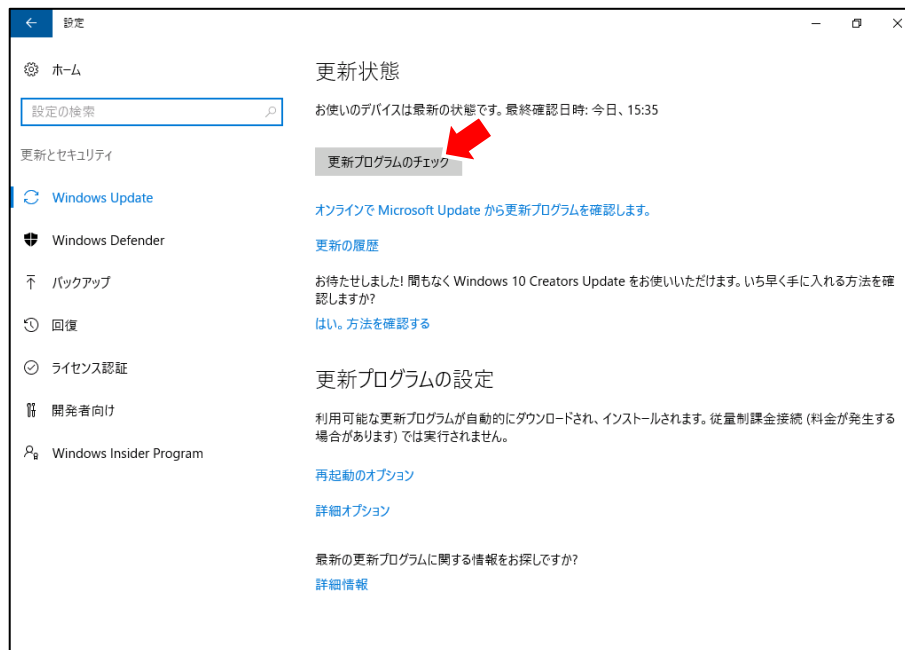 設定
ホーム
設定の検索
更新とセキュリティ
Windows Update
Windows Defender
バックアップ
回復
ライセンス認証
開発者向け
Windows Insider Program
更新状態
お使いのデバイスは最新の状態です。最終確認日時: 今日、15:35
更新プログラムのチェック
オンラインで Microsoft Update から更新プログラムを確認します。
更新の履歴
お待たせしました! 間もなく Windows 10 Creators Update をお使いいただけます。いち早く手に入れる方法を確
認しますか?
はい。方法を確認する
更新プログラムの設定
利用可能な更新プログラムが自動的にダウンロードされ、インストールされます。従量制課金接続 (料金が発生する
場合があります) では実行されません。
再起動のオプション
詳細オプション
最新の更新プログラムに関する情報をお探しですか?
詳細情報